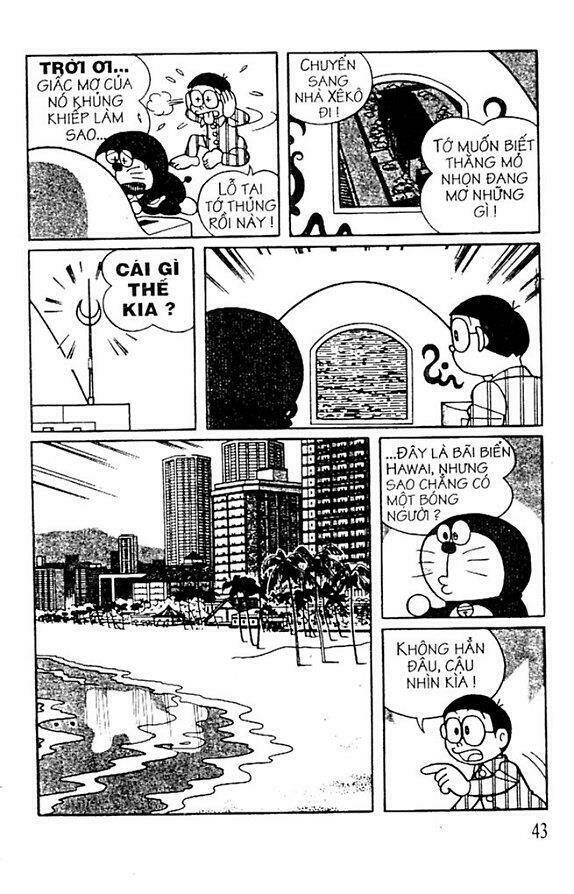 TRỜI ƠI...
GIẤC MƠ CỦA
NÓ KHỦNG
KHIẾP LÀM
SAO...
LỖ TAI
TỚ THỦNG
RỒI NÀY !
CHUYỂN
SANG
NHÀ XÊKÔ
ĐI !
TỚ MUỐN BIẾT
THẰNG MỎ
NHỌN ĐANG
MƠ NHỮNG
GÌ !
CÁI GÌ
THẾ
KIA ?
...ĐÂY LÀ BÃI BIỂN
HAWAI, NHƯNG
SAO CHẲNG CÓ
MỘT BÓNG
NGƯỜI ?
KHÔNG HẲN
ĐÂU, CẬU
NHÌN KÌA !
43